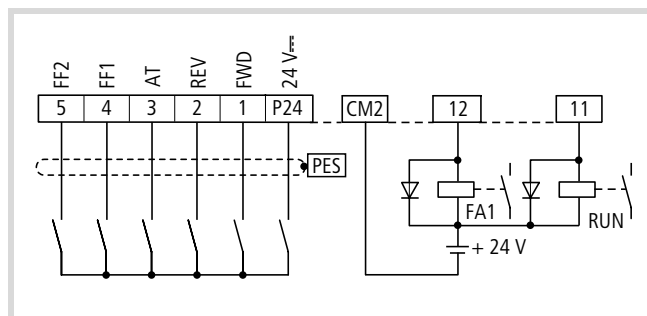 FF2 FF1 AT REV FWD 24 V⎓
5 4 3 2 1 P24 CM2 12 11
PES
FA1 RUN
+ 24 V